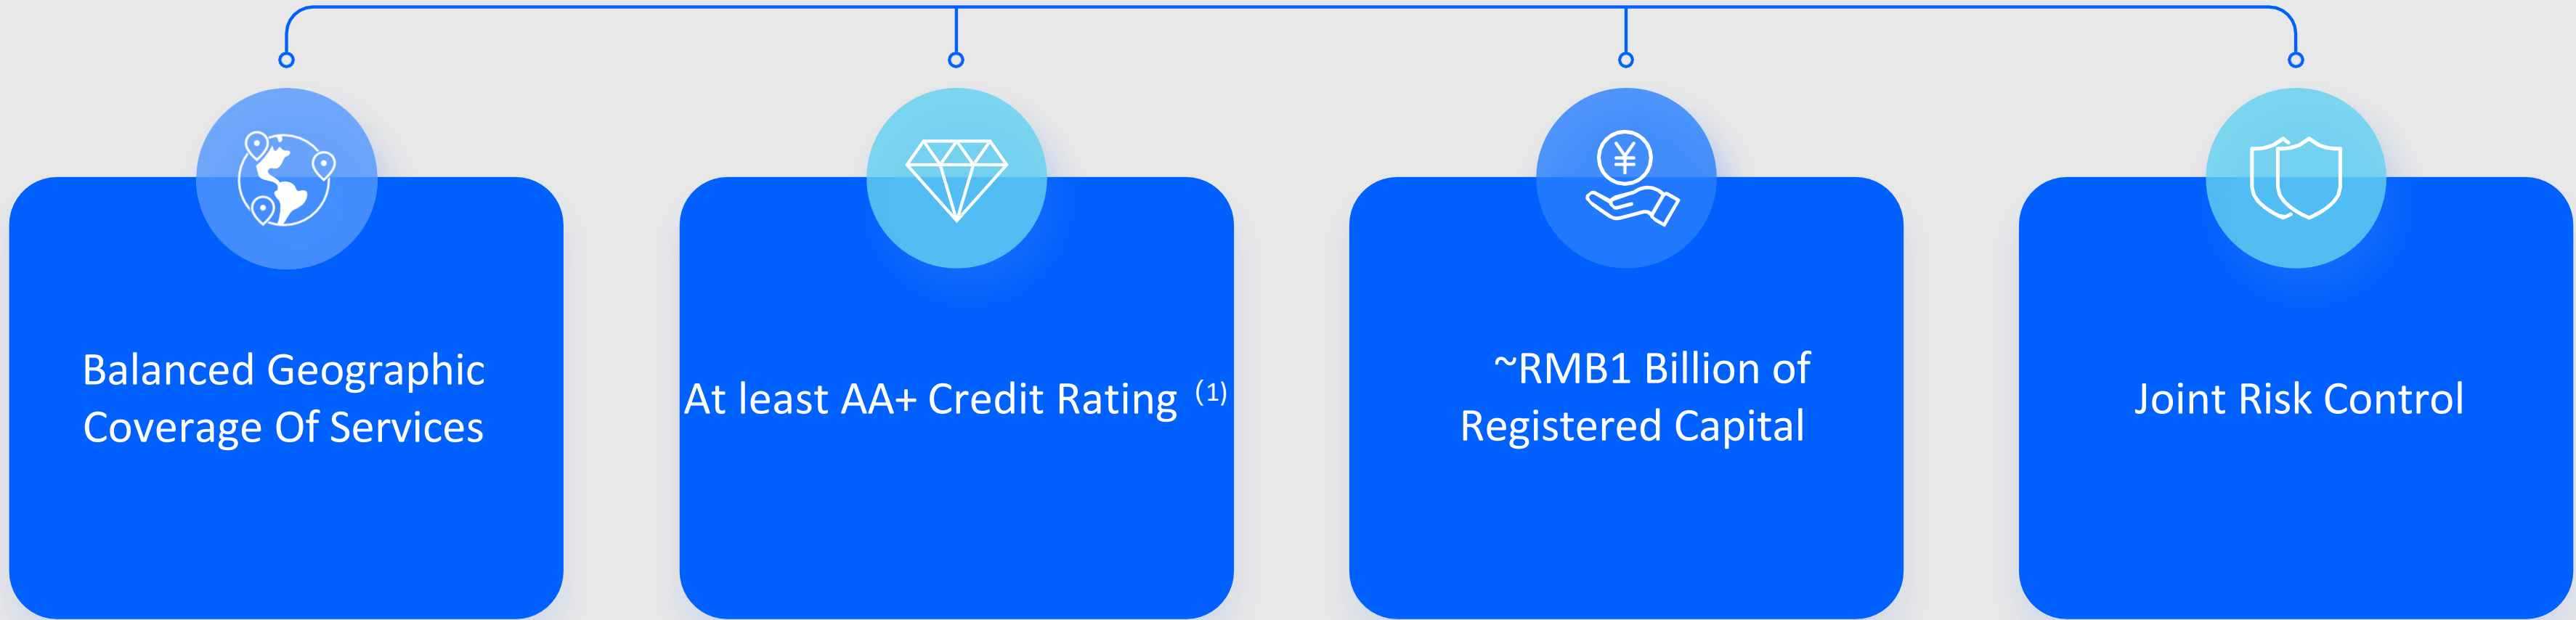 Balanced Geographic
Coverage Of Services
At least AA+ Credit Rating (1)
~RMB1 Billion of
Registered Capital
Joint Risk Control